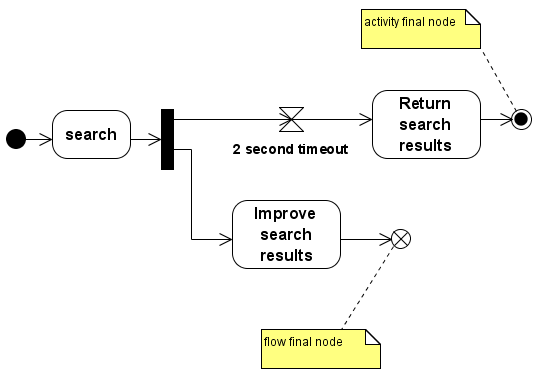 activity final node
search
Return
search
results
2 second timeout
Improve
search
results
flow final node